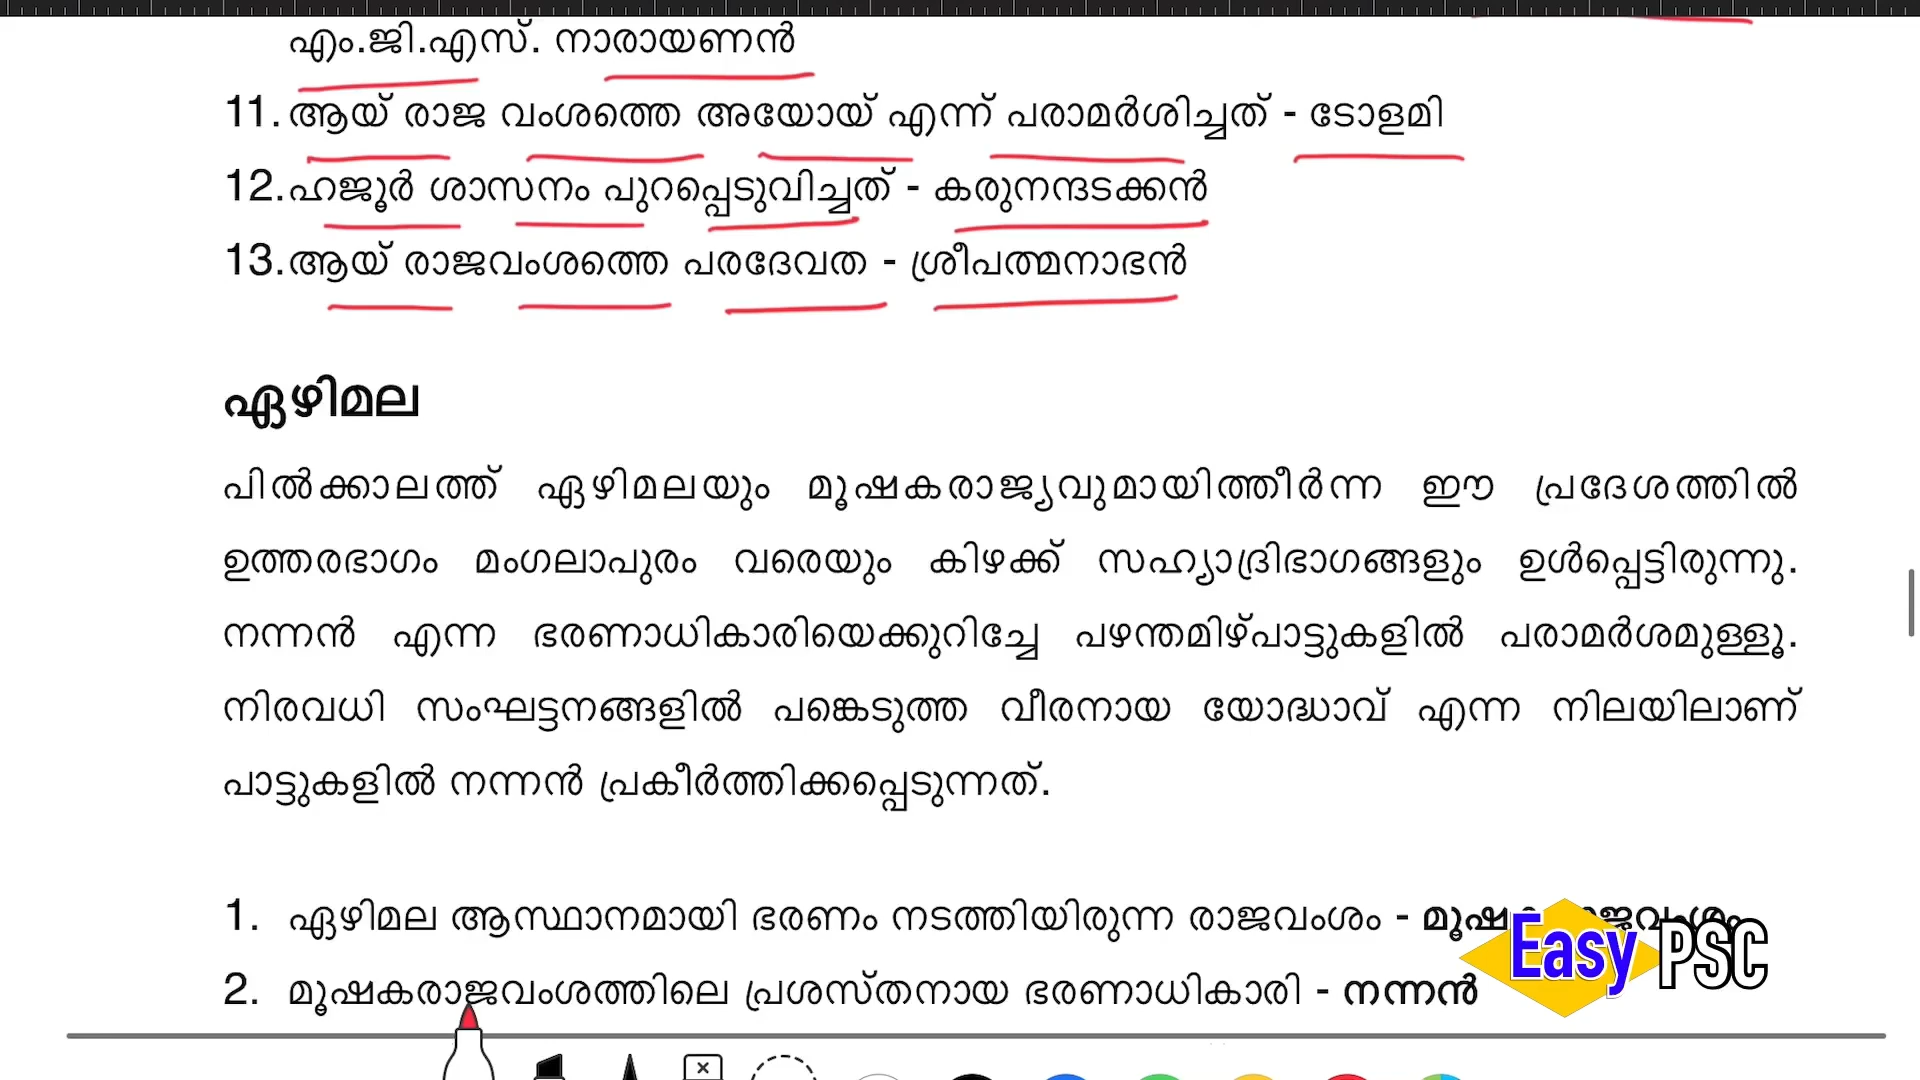 എം.ജി.എസ്. നാരായണൻ
11. ആയ് രാജ വംശത്തെ അയോയ് എന്ന് പരാമർശിച്ചത് - ടോളമി
12. ഹജൂർ ശാസനം പുറപ്പെടുവിച്ചത് - കരുനന്ദടക്കൻ
13. ആയ് രാജവംശത്തെ പരദേവത - ശ്രീപത്മനാഭൻ
ഏഴിമല
പിൽക്കാലത്ത് ഏഴിമലയും മൂഷകരാജ്യവുമായിത്തീർന്ന ഈ പ്രദേശത്തിൽ
ഉത്തരഭാഗം മംഗലാപുരം വരെയും കിഴക്ക് സഹ്യാദ്രിഭാഗങ്ങളും ഉൾപ്പെട്ടിരുന്നു.
നന്നൻ എന്ന ഭരണാധികാരിയെക്കുറിച്ചേ പഴന്തമിഴ്പാട്ടുകളിൽ പരാമർശമുള്ളൂ.
നിരവധി സംഘട്ടനങ്ങളിൽ പങ്കെടുത്ത വീരനായ യോദ്ധാവ് എന്ന നിലയിലാണ്
പാട്ടുകളിൽ നന്നൻ പ്രകീർത്തിക്കപ്പെടുന്നത്.
1. ഏഴിമല ആസ്ഥാനമായി ഭരണം നടത്തിയിരുന്ന രാജവംശം -
2. മൂഷകരാജവംശത്തിലെ പ്രശസ്തനായ ഭരണാധികാരി - നന്നൻ
Easy PSC